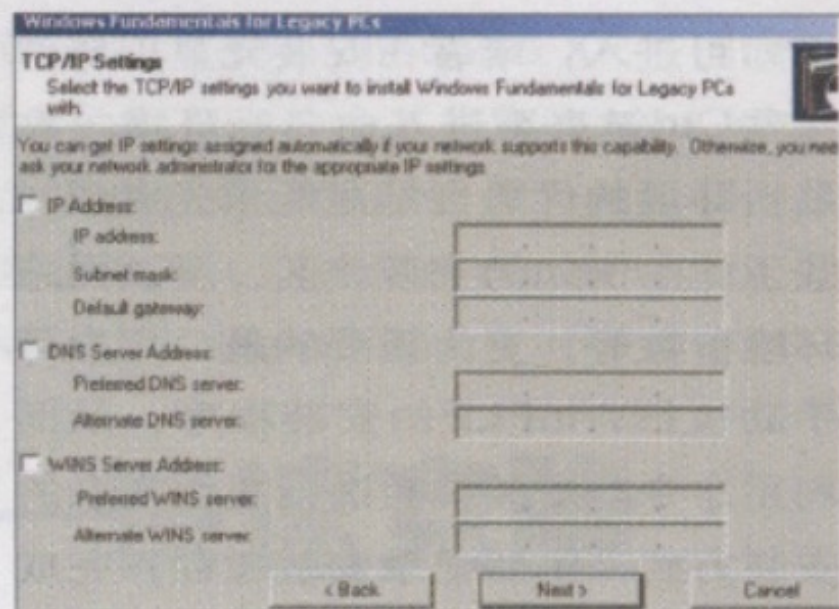 Windows Fundamentals for Legacy PCs
TCP/IP Settings
Select the TCP/IP settings you want to install Windows Fundamentals for Legacy PCs
with.
You can get IP settings assigned automatically if your network supports this capability. Otherwise, you nee
ask your network administrator for the appropriate IP settings
IP Address:
IP address:
Subnet mask:
Default gateway:
DNS Server Address:
Preferred DNS server:
Alternate DNS server:
WINS Server Address:
Preferred WINS server:
Alternate WINS server:
< Back
Next >
Cancel